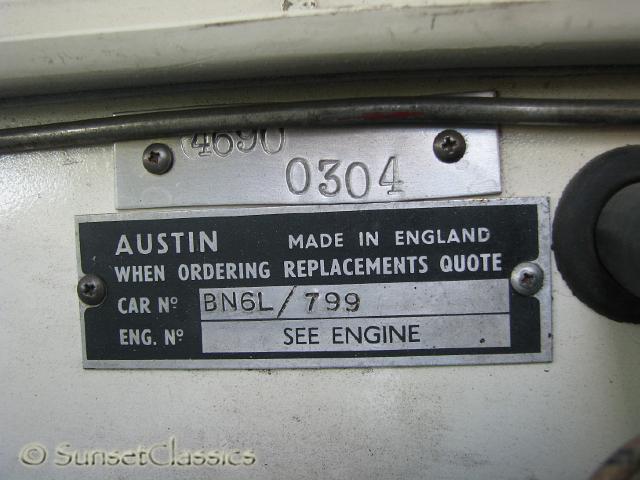 4690
0304
AUSTIN MADE IN ENGLAND
WHEN ORDERING REPLACEMENTS QUOTE
CAR Nº BN6L/799
ENG. Nº SEE ENGINE
© SunsetClassics